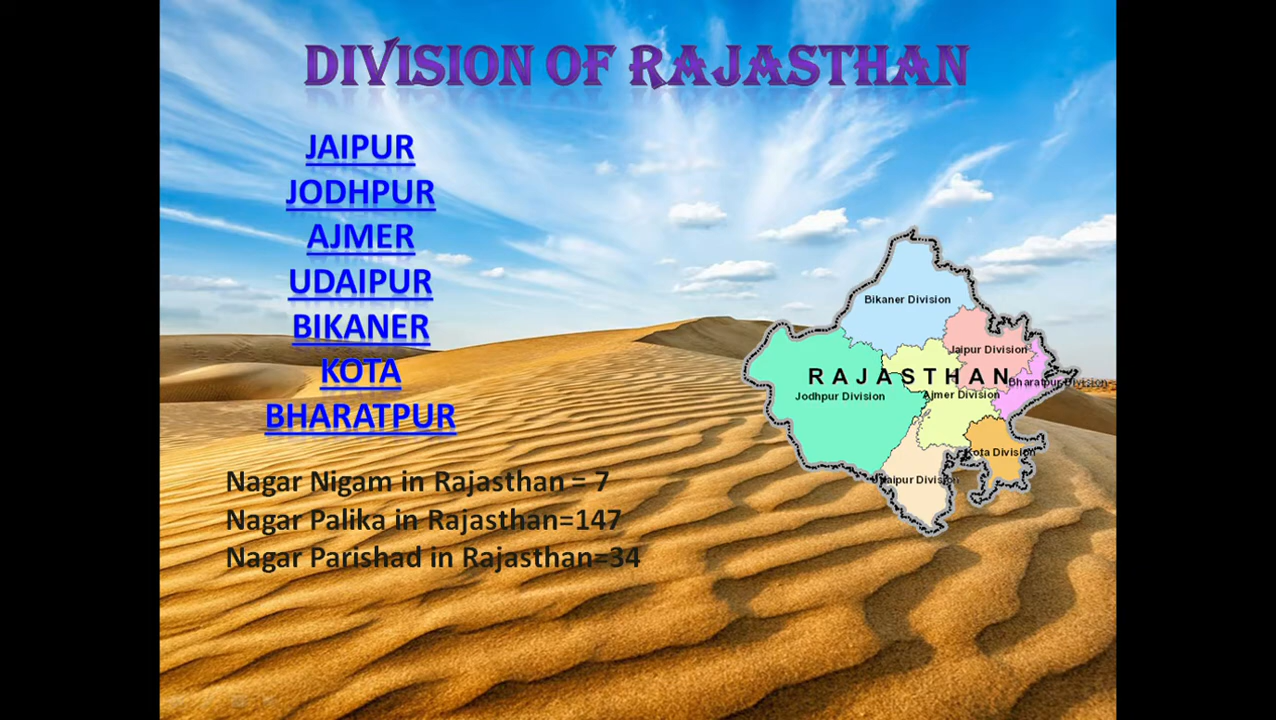 DIVISION OF RAJASTHAN
JAIPUR
JODHPUR
AJMER
UDAIPUR
BIKANER
KOTA
BHARATPUR
Nagar Nigam in Rajasthan = 7
Nagar Palika in Rajasthan=147
Nagar Parishad in Rajasthan=34
Bikaner Division
Jaipur Division
RAJASTHAN
Bharatpur Division
Jodhpur Division
Ajmer Division
Kota Division
Udaipur Division